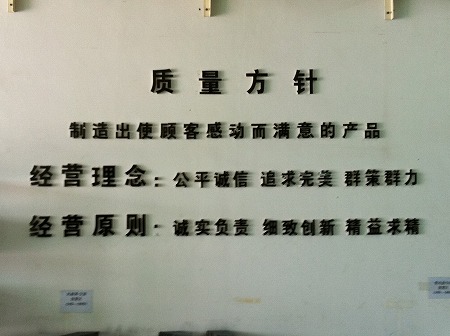 质量方针
制造出使顾客感动而满意的产品
经营理念：公平诚信 追求完美 群策群力
经营原则：诚实负责 细致创新 精益求精